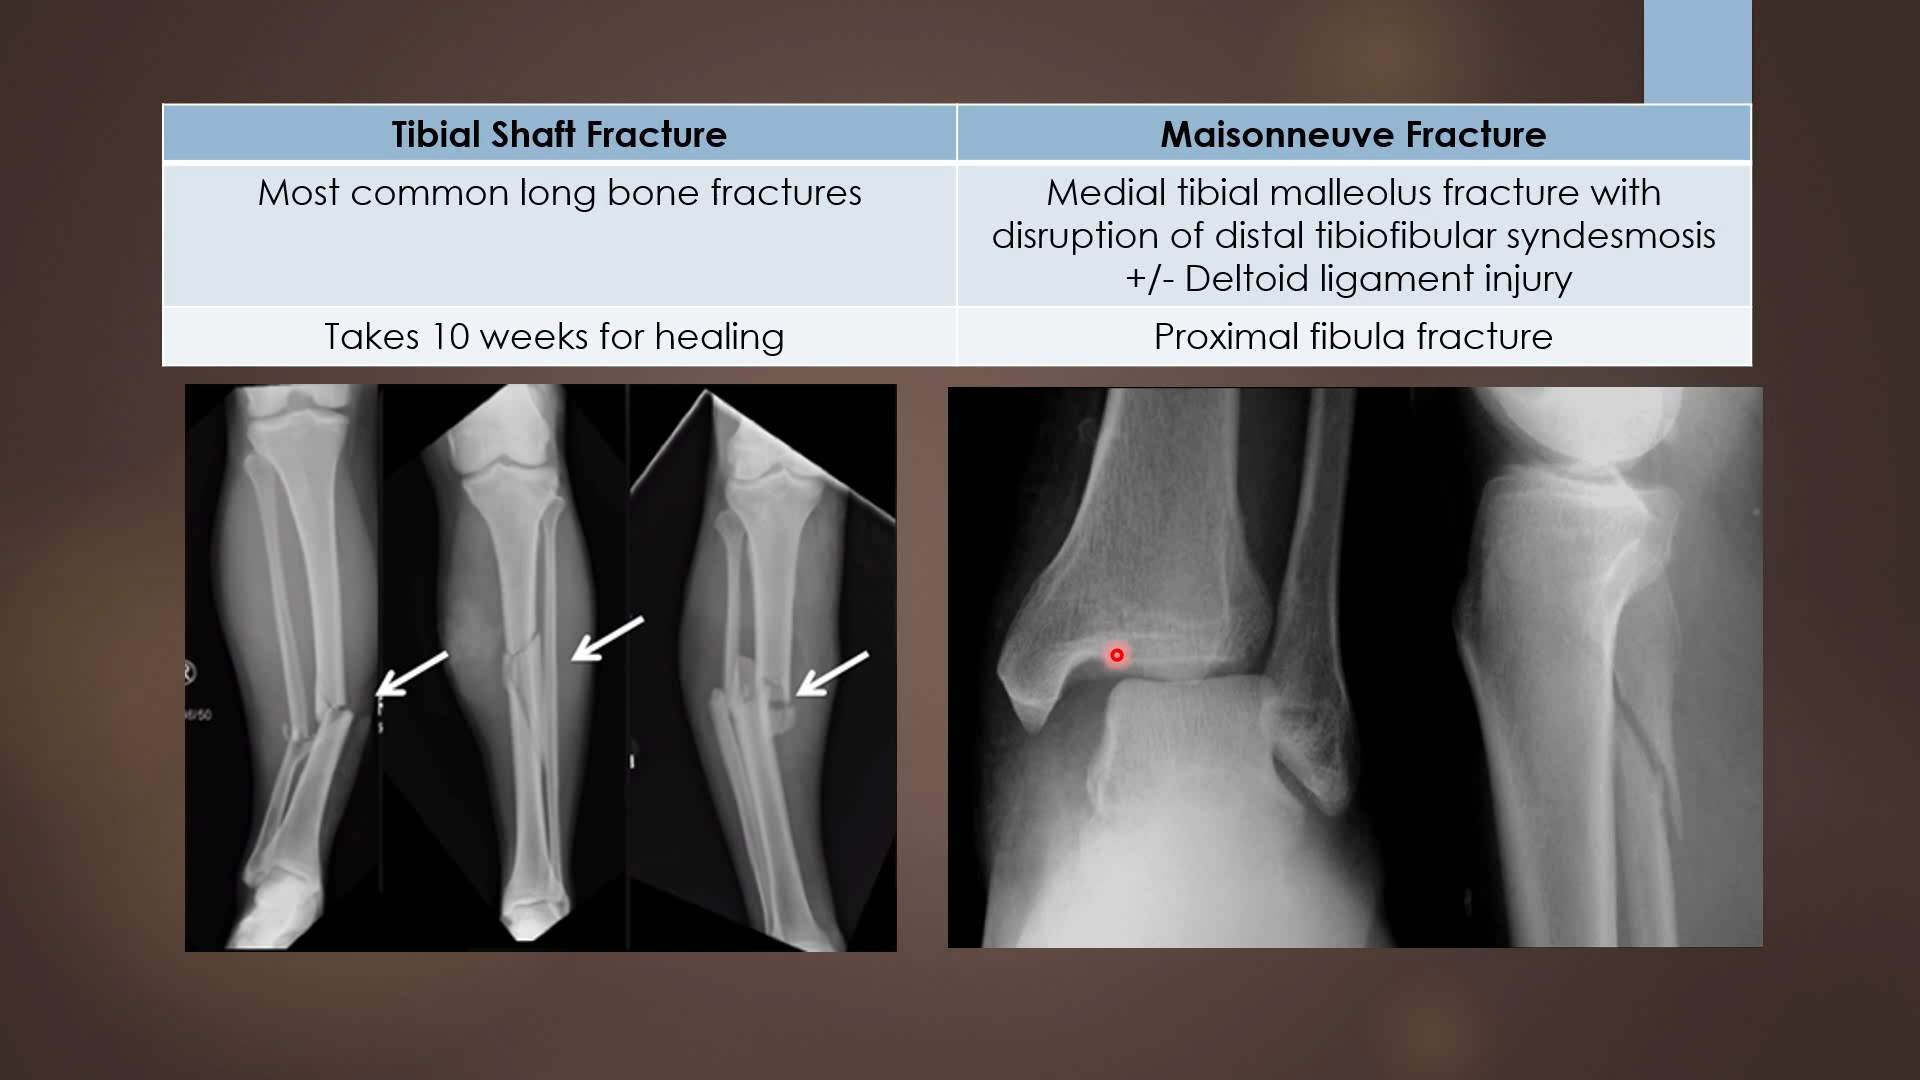 Tibial Shaft Fracture
Maisonneuve Fracture
Most common long bone fractures
Medial tibial malleolus fracture with
disruption of distal tibiofibular syndesmosis
+/- Deltoid ligament injury
Takes 10 weeks for healing
Proximal fibula fracture
R